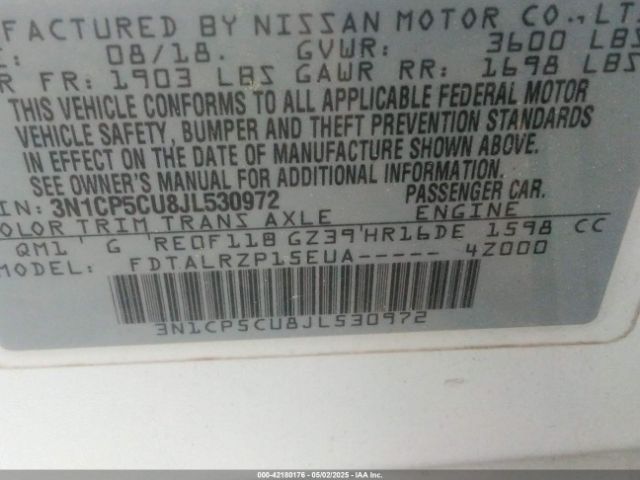 FACTURED BY NISSAN MOTOR CO., LT
E: 08/18. GVWR: 3600 LBS
R FR: 1903 LBS GAWR RR: 1698 LBS
THIS VEHICLE CONFORMS TO ALL APPLICABLE FEDERAL MOTOR
VEHICLE SAFETY, BUMPER AND THEFT PREVENTION STANDARDS
IN EFFECT ON THE DATE OF MANUFACTURE SHOWN ABOVE.
SEE OWNER'S MANUAL FOR ADDITIONAL INFORMATION.
IN: 3N1CP5CU8JL530972 PASSENGER CAR.
OLOR TRIM TRANS AXLE ENGINE
QM1 G RE0F11B GZ39 HR16DE 1598 CC
ODEL: FDTALRZP15EUA----- 4Z000
3N1CP5CU8JL530972
000-42180176 - 05/02/2025 - IAAI Inc.